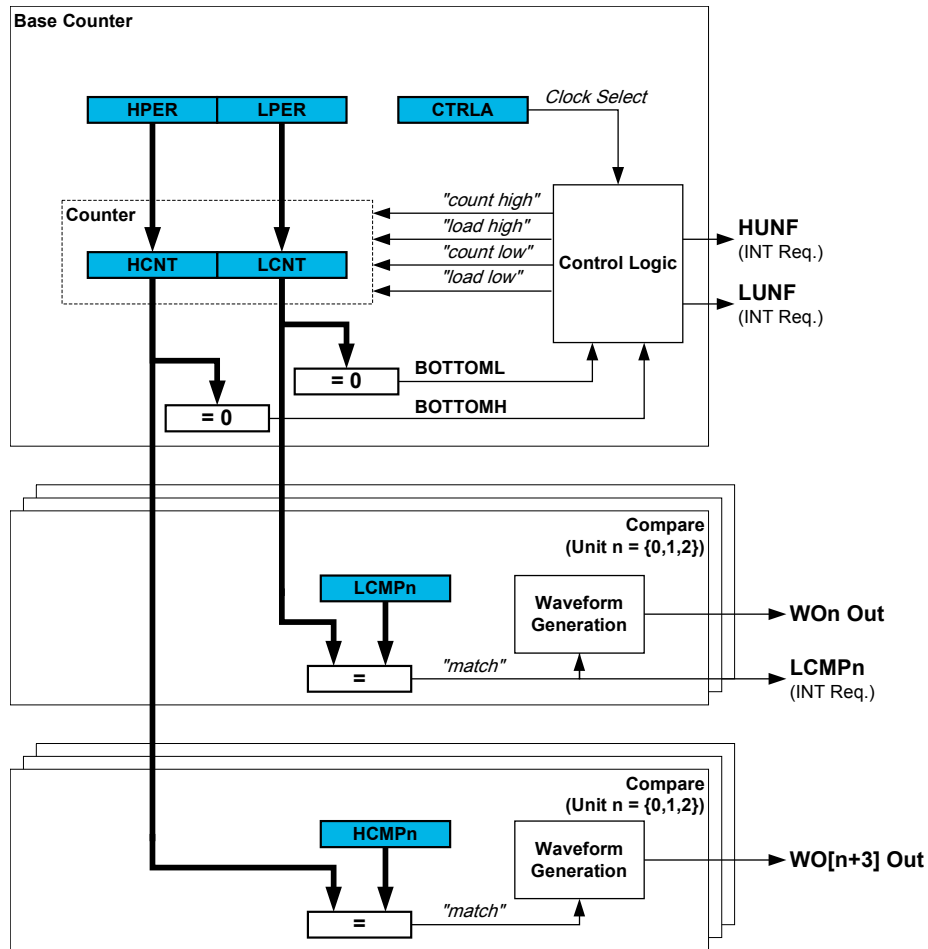 Base Counter
HPER
LPER
CTRLA
Clock Select
Counter
"count high"
"load high"
"count low"
"load low"
HCNT
LCNT
Control Logic
HUNF
(INT Req.)
LUNF
(INT Req.)
= 0
BOTTOML
= 0
BOTTOMH
Compare
(Unit n = {0,1,2})
LCMPn
Waveform
Generation
WOn Out
=
"match"
LCMPn
(INT Req.)
Compare
(Unit n = {0,1,2})
HCMPn
Waveform
Generation
WO[n+3] Out
=
"match"